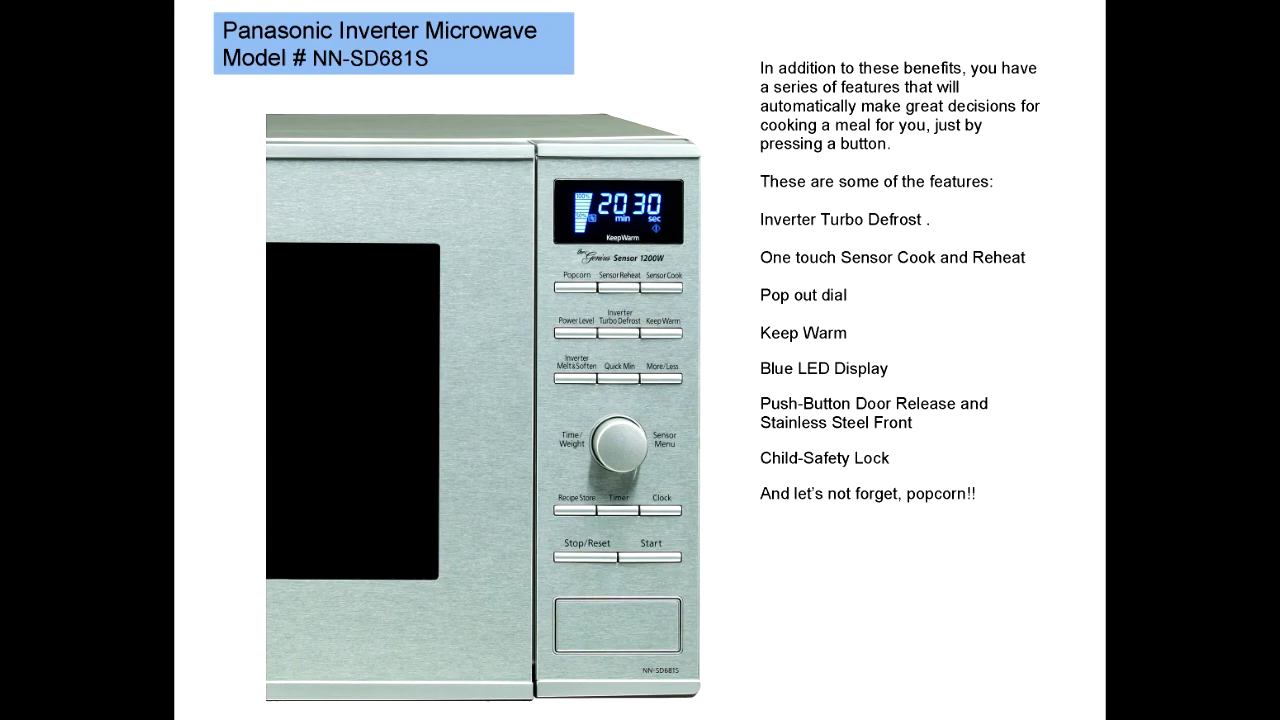 Panasonic Inverter Microwave
Model # NN-SD681S
In addition to these benefits, you have
a series of features that will
automatically make great decisions for
cooking a meal for you, just by
pressing a button.
These are some of the features:
Inverter Turbo Defrost .
One touch Sensor Cook and Reheat
Pop out dial
Keep Warm
Blue LED Display
Push-Button Door Release and
Stainless Steel Front
Child-Safety Lock
And let's not forget, popcorn!!
100%
50%
20 30
min sec
Keep Warm
the Genius Sensor 1200W
Popcorn Sensor Reheat Sensor Cook
Power Level Inverter Turbo Defrost Keep Warm
Inverter Melt&Soften Quick Min More/Less
Time/ Weight Sensor Menu
Recipe Store Timer Clock
Stop/Reset Start
NN-SD681S